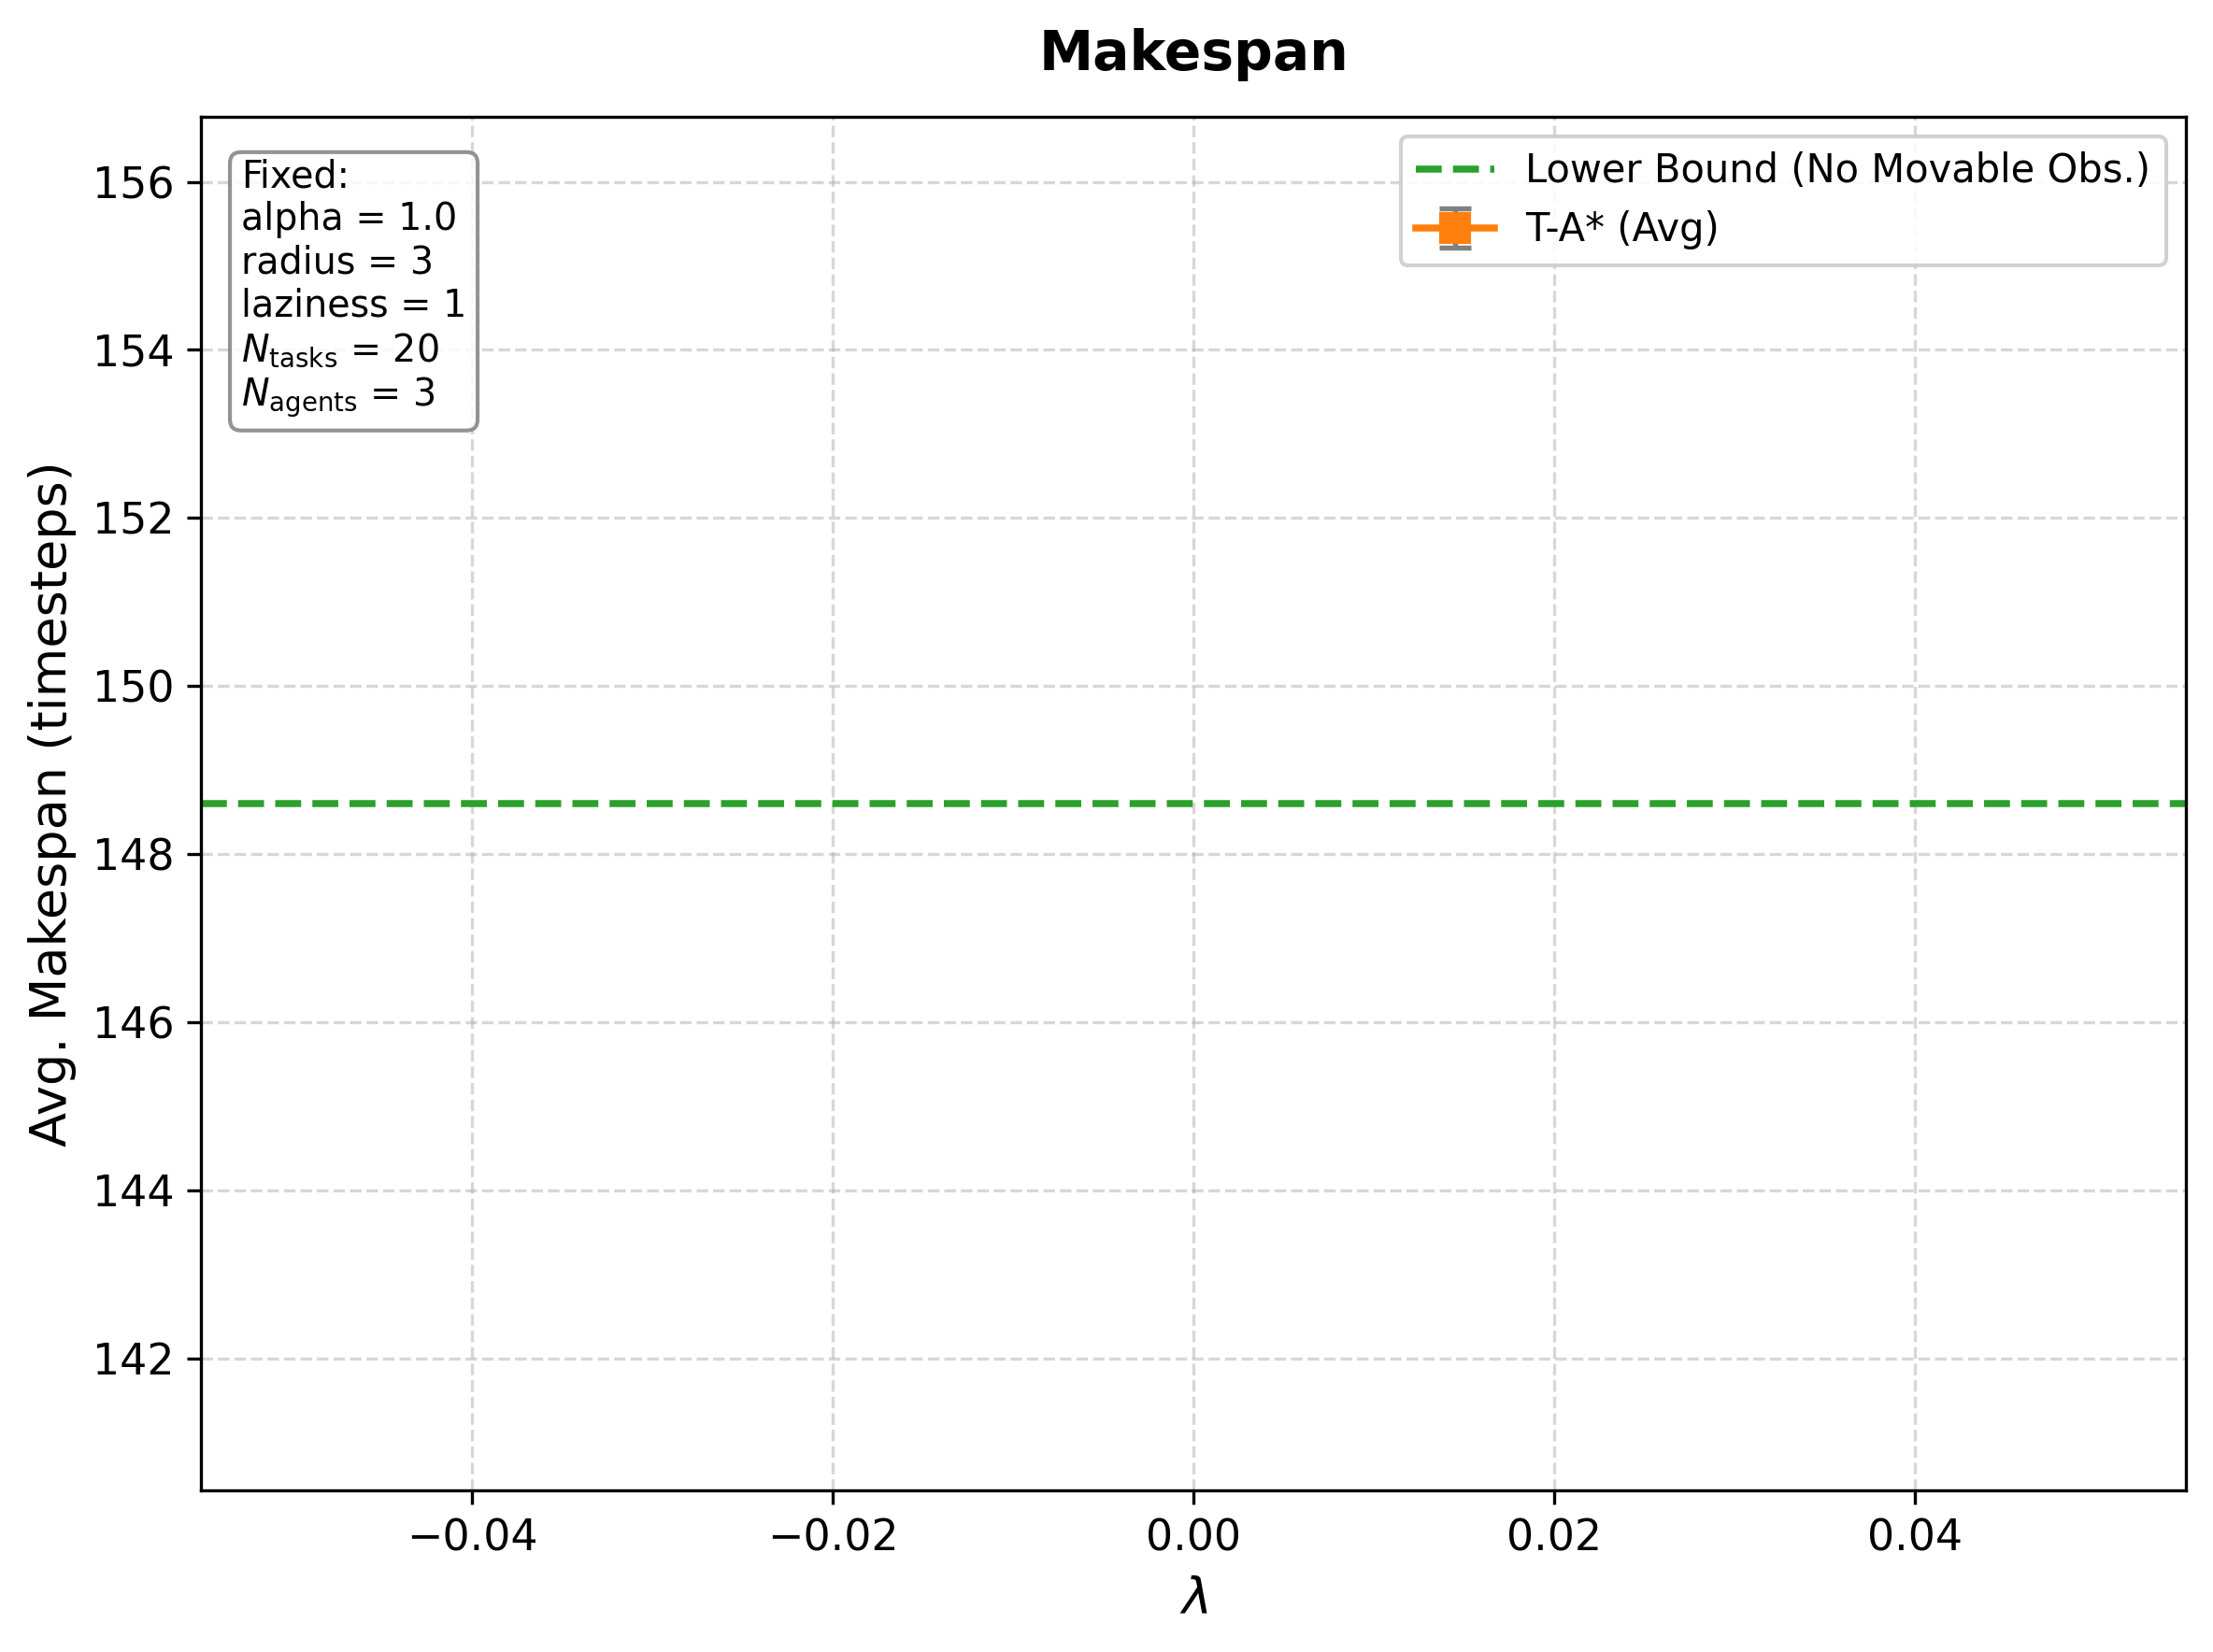 Makespan
Fixed:
alpha = 1.0
radius = 3
laziness = 1
N_tasks = 20
N_agents = 3
Lower Bound (No Movable Obs.)
T-A* (Avg)
Avg. Makespan (timesteps)
156
154
152
150
148
146
144
142
−0.04
−0.02
0.00
0.02
0.04
λ